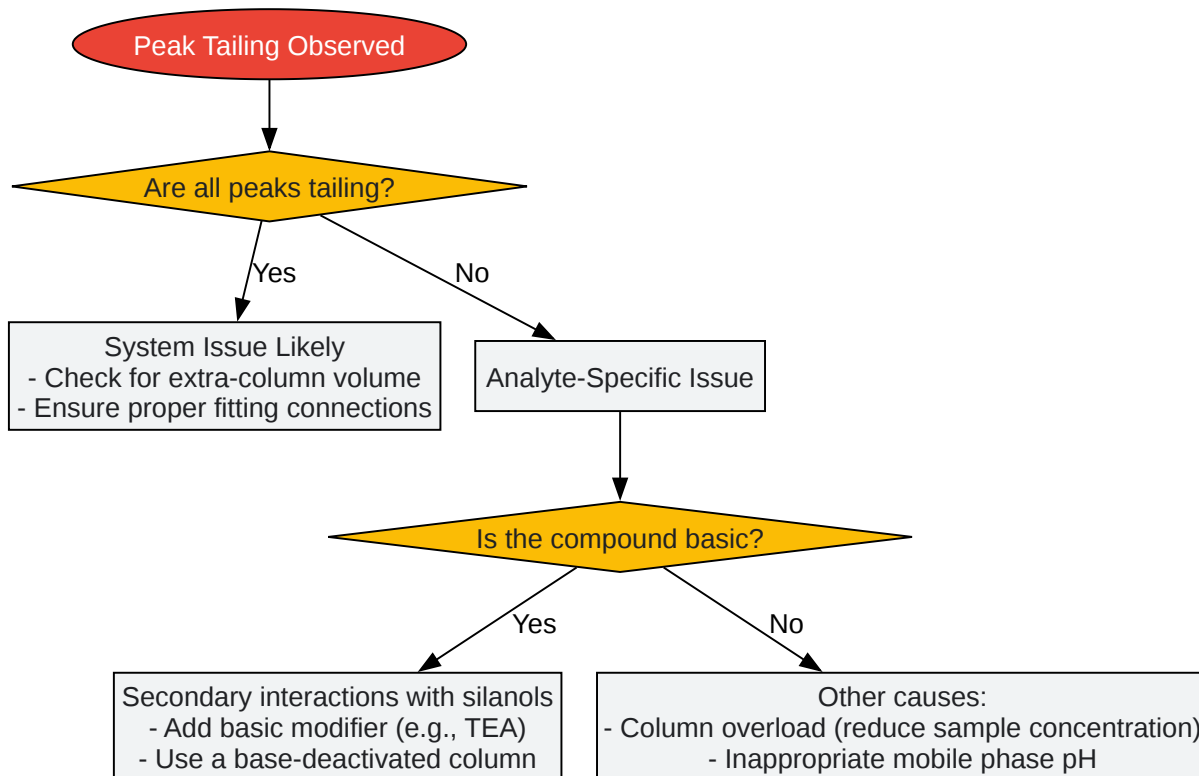 Peak Tailing Observed
Are all peaks tailing?
Yes
No
System Issue Likely
- Check for extra-column volume
- Ensure proper fitting connections
Analyte-Specific Issue
Is the compound basic?
Yes
No
Secondary interactions with silanols
- Add basic modifier (e.g., TEA)
- Use a base-deactivated column
Other causes:
- Column overload (reduce sample concentration)
- Inappropriate mobile phase pH